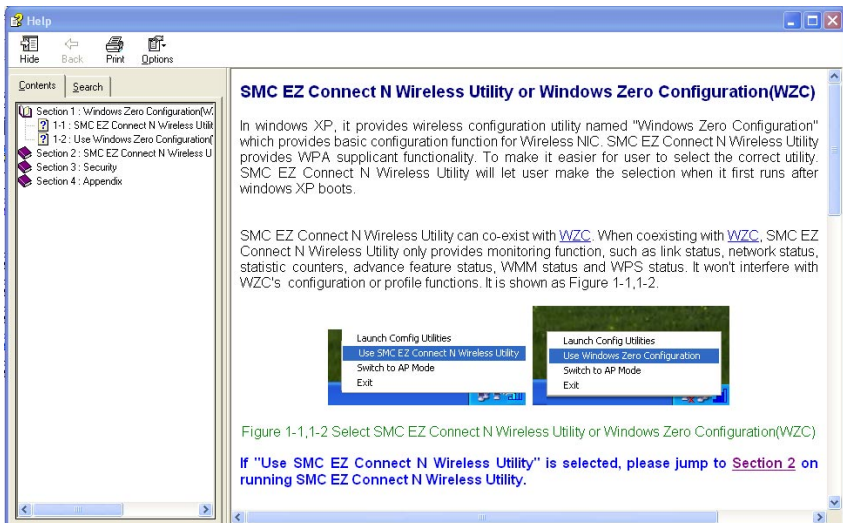 Help
Hide Back Print Options
Contents Search
Section 1 : Windows Zero Configuration(W.
1-1 : SMC EZ Connect N Wireless Utilit
1-2 : Use Windows Zero Configuration(
Section 2 : SMC EZ Connect N Wireless U
Section 3 : Security
Section 4 : Appendix
SMC EZ Connect N Wireless Utility or Windows Zero Configuration(WZC)
In windows XP, it provides wireless configuration utility named "Windows Zero Configuration"
which provides basic configuration function for Wireless NIC. SMC EZ Connect N Wireless Utility
provides WPA supplicant functionality. To make it easier for user to select the correct utility.
SMC EZ Connect N Wireless Utility will let user make the selection when it first runs after
windows XP boots.
SMC EZ Connect N Wireless Utility can co-exist with WZC. When coexisting with WZC, SMC EZ
Connect N Wireless Utility only provides monitoring function, such as link status, network status,
statistic counters, advance feature status, WMM status and WPS status. It won't interfere with
WZC's configuration or profile functions. It is shown as Figure 1-1,1-2.
Launch Comfig Utilities
Use SMC EZ Connect N Wireless Utility
Switch to AP Mode
Exit
Launch Config Utilities
Use Windows Zero Configuration
Switch to AP Mode
Exit
Figure 1-1,1-2 Select SMC EZ Connect N Wireless Utility or Windows Zero Configuration(WZC)
If "Use SMC EZ Connect N Wireless Utility" is selected, please jump to Section 2 on
running SMC EZ Connect N Wireless Utility.